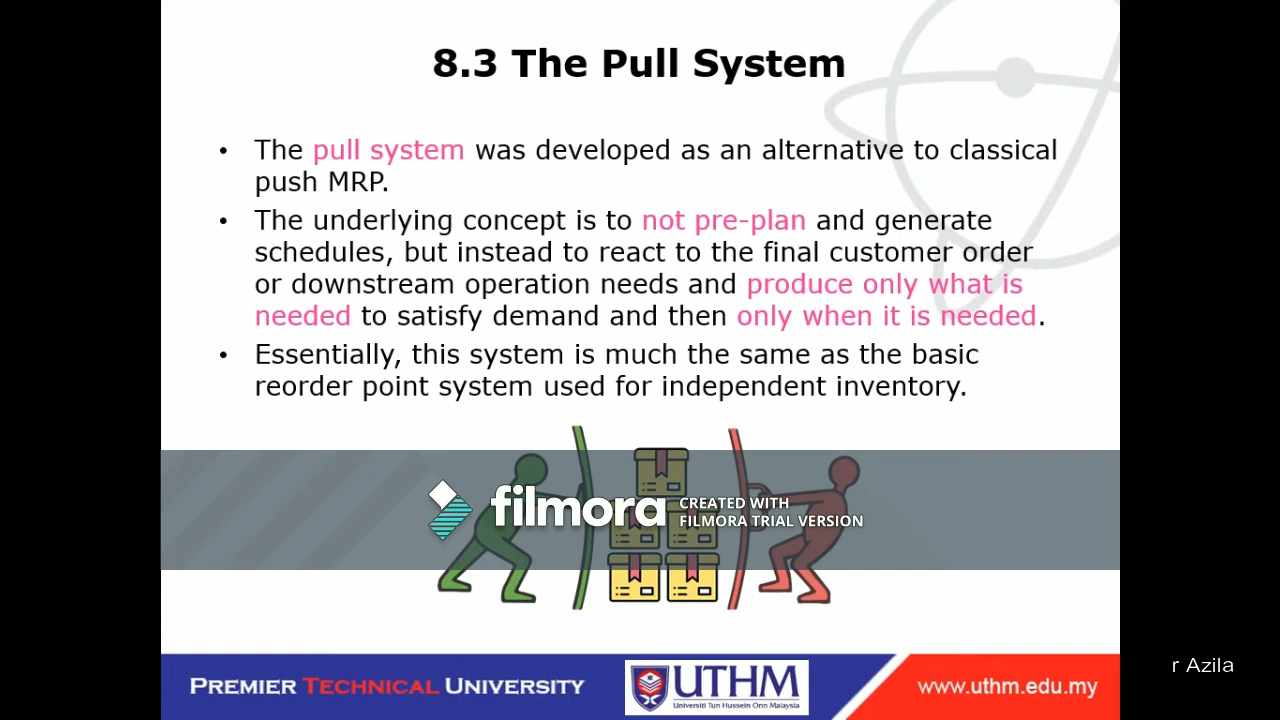 8.3 The Pull System
• The pull system was developed as an alternative to classical
push MRP.
• The underlying concept is to not pre-plan and generate
schedules, but instead to react to the final customer order
or downstream operation needs and produce only what is
needed to satisfy demand and then only when it is needed.
• Essentially, this system is much the same as the basic
reorder point system used for independent inventory.
filmora
CREATED WITH
FILMORA TRIAL VERSION
r Azila
PREMIER TECHNICAL UNIVERSITY
UTHM
Universiti Tun Hussein Onn Malaysia
www.uthm.edu.my